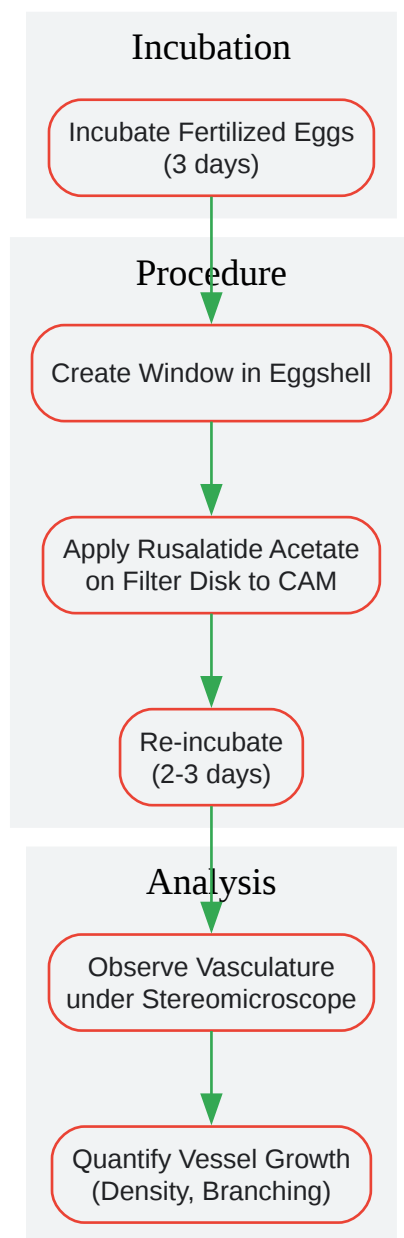 Incubation
Incubate Fertilized Eggs
(3 days)
Procedure
Create Window in Eggshell
Apply Rusalatide Acetate
on Filter Disk to CAM
Re-incubate
(2-3 days)
Analysis
Observe Vasculature
under Stereomicroscope
Quantify Vessel Growth
(Density, Branching)